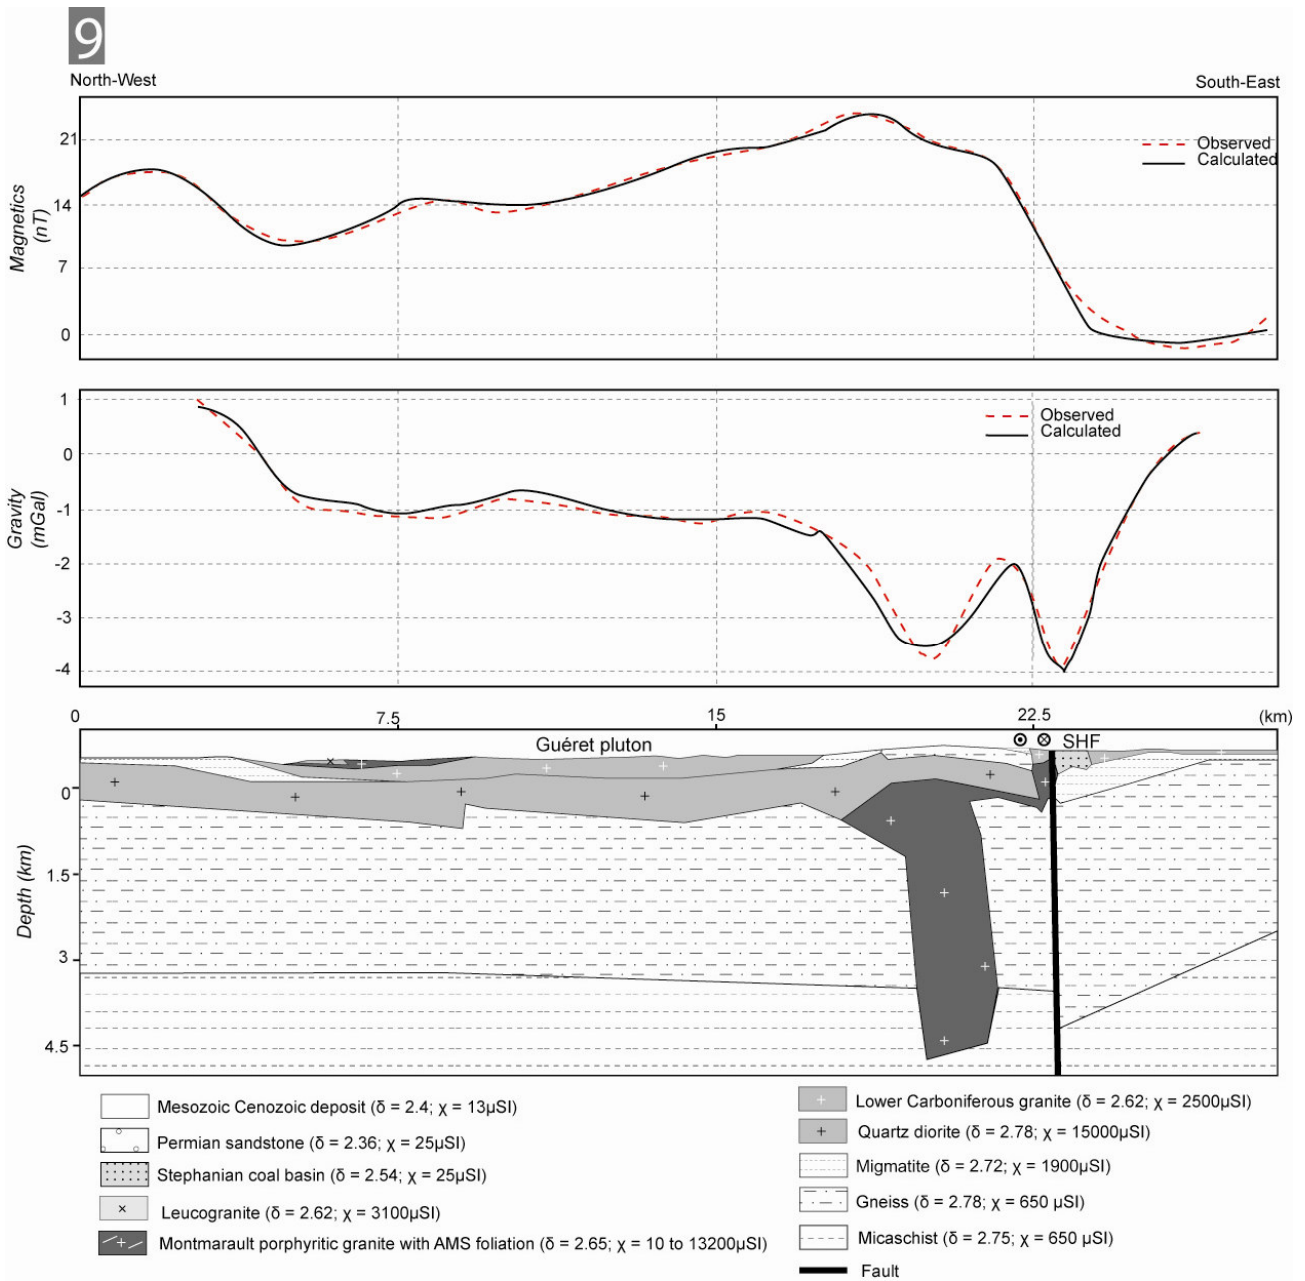 9
North-West
South-East
21
14
7
0
Magnetics
(nT)
Observed
Calculated
1
0
-1
-2
-3
-4
Gravity
(mGal)
Observed
Calculated
0
7.5
15
22.5
(km)
Guéret pluton
SHF
0
1.5
3
4.5
Depth (km)
Mesozoic Cenozoic deposit (δ = 2.4; χ = 13µSI)
Permian sandstone (δ = 2.36; χ = 25µSI)
Stephanian coal basin (δ = 2.54; χ = 25µSI)
Leucogranite (δ = 2.62; χ = 3100µSI)
Montmarault porphyritic granite with AMS foliation (δ = 2.65; χ = 10 to 13200µSI)
Lower Carboniferous granite (δ = 2.62; χ = 2500µSI)
Quartz diorite (δ = 2.78; χ = 15000µSI)
Migmatite (δ = 2.72; χ = 1900µSI)
Gneiss (δ = 2.78; χ = 650 µSI)
Micaschist (δ = 2.75; χ = 650 µSI)
Fault